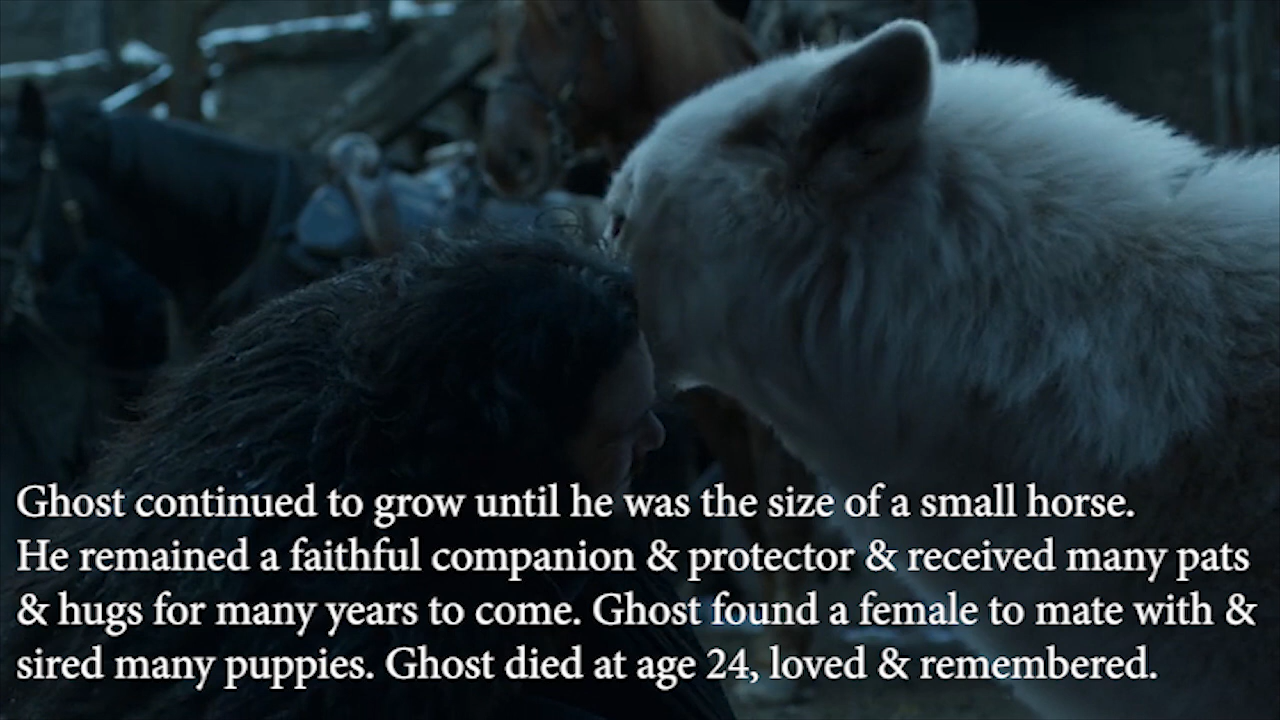 Ghost continued to grow until he was the size of a small horse.
He remained a faithful companion & protector & received many pats
& hugs for many years to come. Ghost found a female to mate with &
sired many puppies. Ghost died at age 24, loved & remembered.